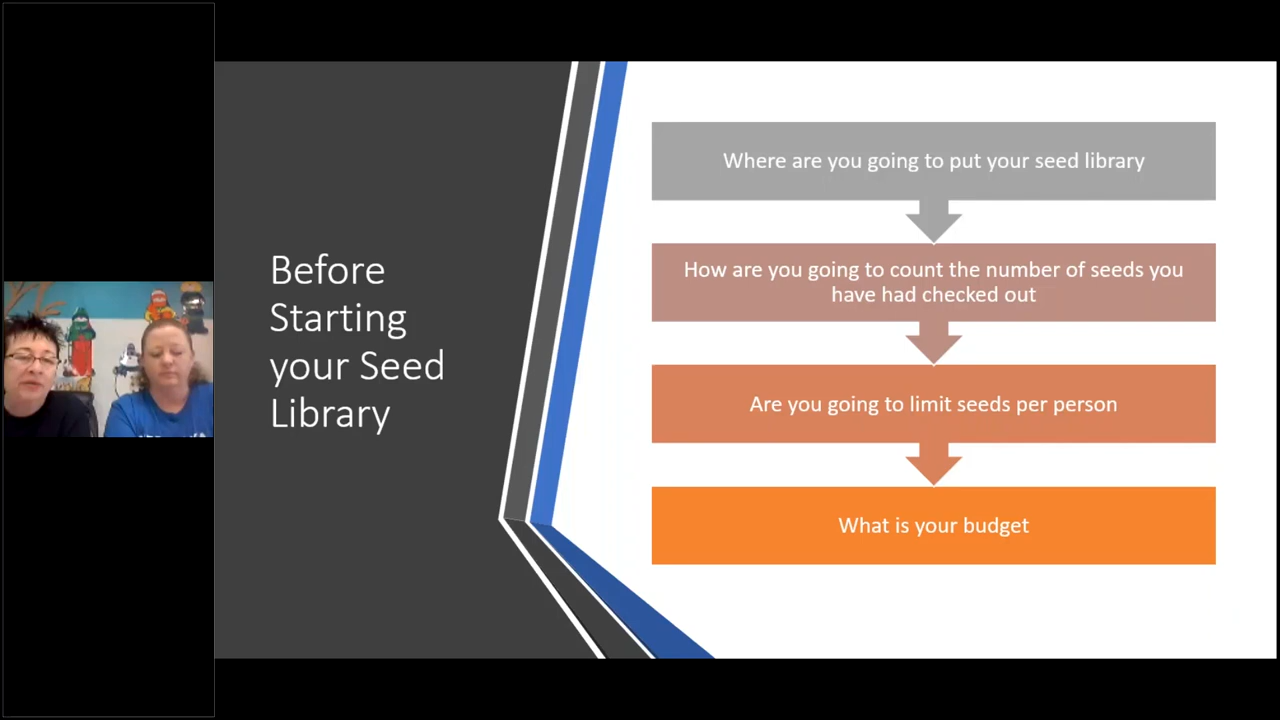 Before
Starting
your Seed
Library
Where are you going to put your seed library
How are you going to count the number of seeds you
have had checked out
Are you going to limit seeds per person
What is your budget